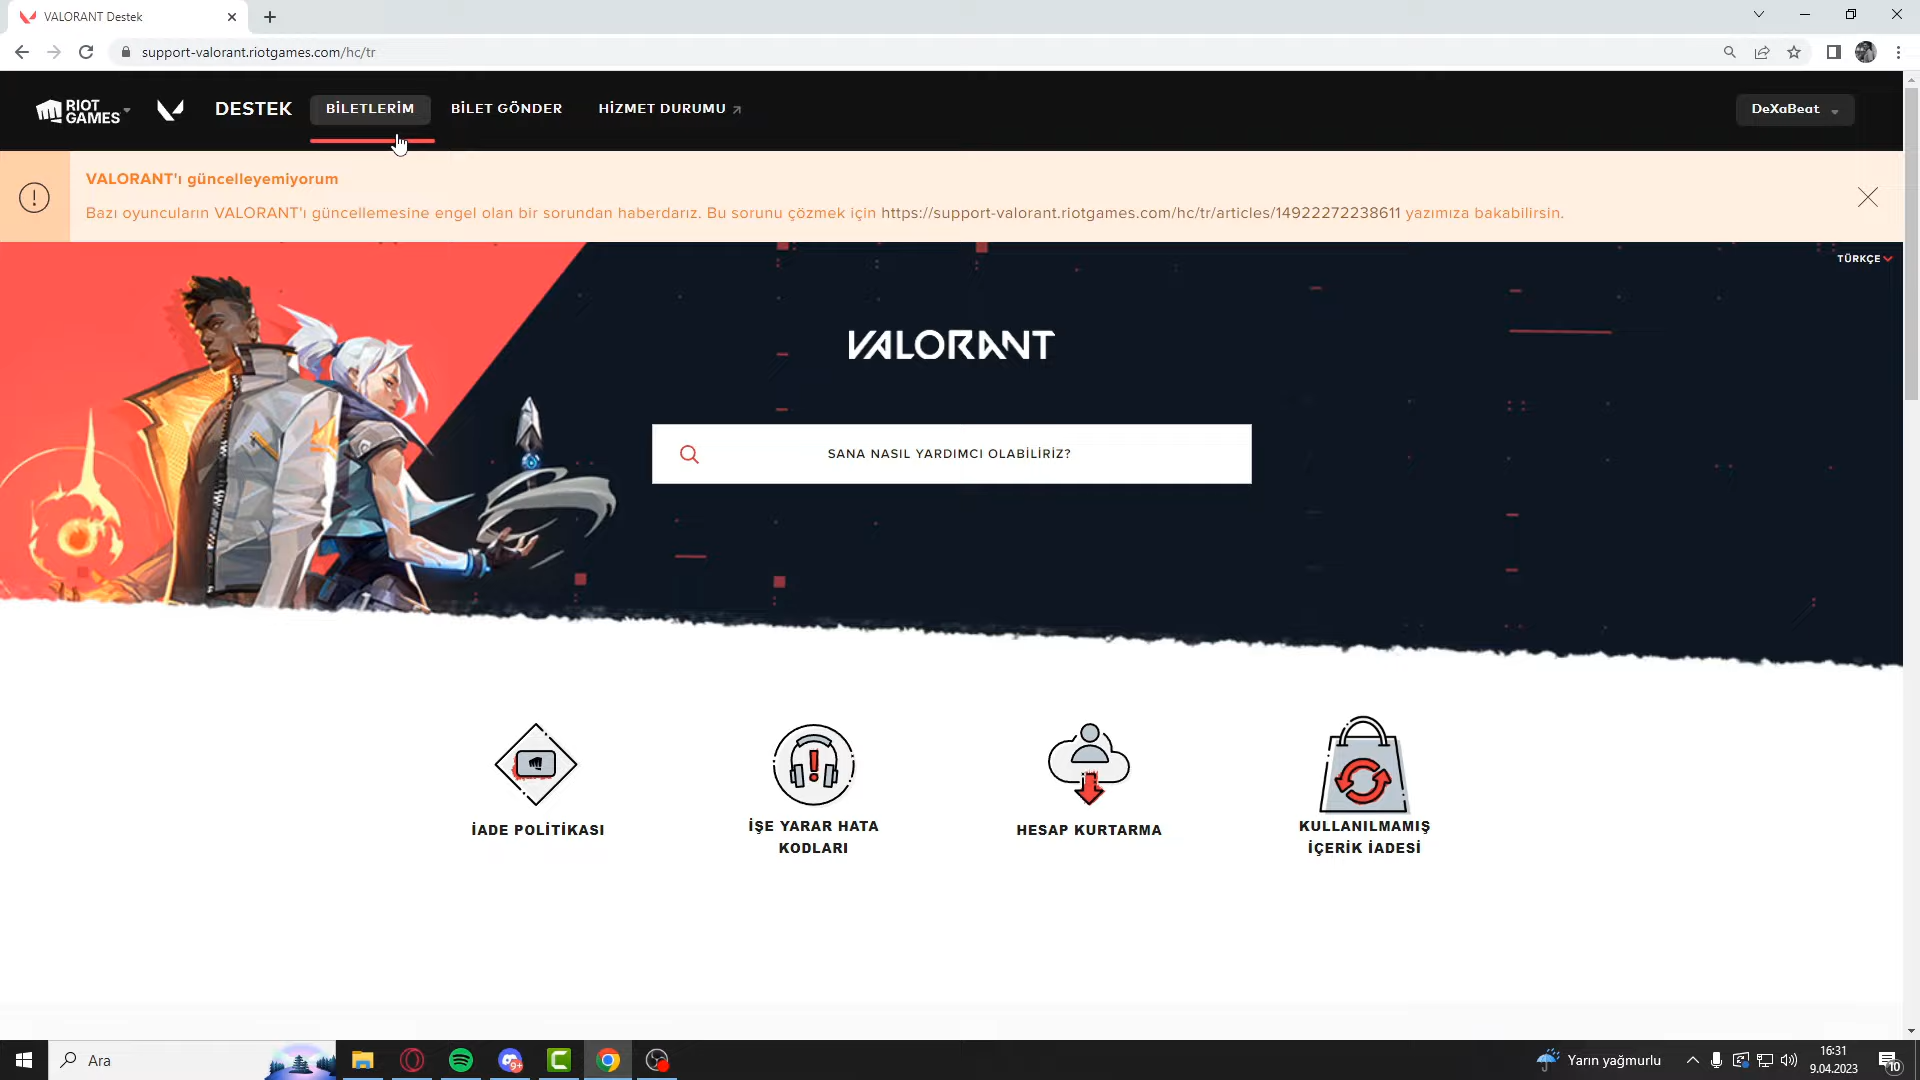 VALORANT Destek
support-valorant.riotgames.com/hc/tr
RIOT GAMES
DESTEK
BİLETLERİM
BİLET GÖNDER
HİZMET DURUMU
DeXaBeat
VALORANT'ı güncelleyemiyorum
Bazı oyuncuların VALORANT'ı güncellemesine engel olan bir sorundan haberdarız. Bu sorunu çözmek için https://support-valorant.riotgames.com/hc/tr/articles/14922272238611 yazımıza bakabilirsin.
TÜRKÇE
VALORANT
SANA NASIL YARDIMCI OLABİLİRİZ?
İADE POLİTİKASI
İŞE YARAR HATA
KODLARI
HESAP KURTARMA
KULLANILMAMIŞ
İÇERİK İADESİ
Ara
9+
Yarın yağmurlu
16:31
9.04.2023
10